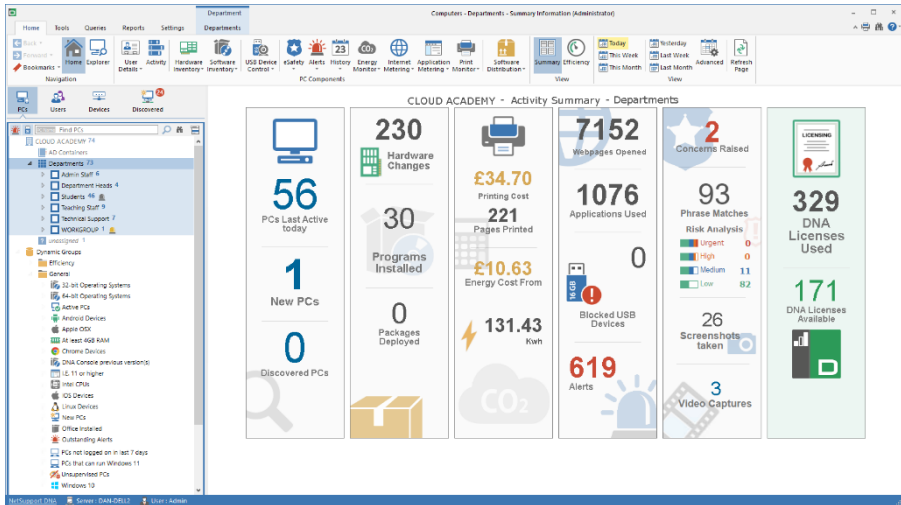 Department
Computers - Departments - Summary Information (Administrator)
Home Tools Queries Reports Settings Departments
Back
Forward
Bookmarks
Home
Explorer
User Details
Activity
Hardware Inventory
Software Inventory
USB Device Control
eSafety
Alerts
History
23
Energy Monitor
CO2
Internet Metering
Application Metering
Print Monitor
Software Distribution
Summary
Efficiency
Today
This Week
This Month
Yesterday
Last Week
Last Month
Advanced
Refresh Page
Navigation
PC Components
View
View
PCs
Users
Devices
Discovered
Find PCs
CLOUD ACADEMY 74
AD Containers
Departments 73
Admin Staff 6
Department Heads 4
Students 46
Teaching Staff 9
Technical Support 7
WORKGROUP 1
unassigned 1
Dynamic Groups
Efficiency
General
32-bit Operating Systems
64-bit Operating Systems
Active PCs
Android Devices
Apple OSX
At least 4GB RAM
Chrome Devices
DNA Console previous version(s)
I.E. 11 or higher
Intel CPUs
iOS Devices
Linux Devices
New PCs
Office Installed
Outstanding Alerts
PCs not logged on in last 7 days
PCs that can run Windows 11
Unsupervised PCs
Windows 10
CLOUD ACADEMY - Activity Summary - Departments
56
PCs Last Active
today
1
New PCs
0
Discovered PCs
230
Hardware
Changes
30
Programs
Installed
0
Packages
Deployed
£34.70
Printing Cost
221
Pages Printed
£10.63
Energy Cost From
131.43
Kwh
CO2
7152
Webpages Opened
1076
Applications Used
0
16 GB
Blocked USB
Devices
619
Alerts
2
Concerns Raised
93
Phrase Matches
Risk Analysis
Urgent 0
High 0
Medium 11
Low 82
26
Screenshots
taken
3
Video Captures
LICENSING
329
DNA
Licenses
Used
171
DNA Licenses
Available
D
NetSupport DNA Server : DAN-DELL2 User : Admin